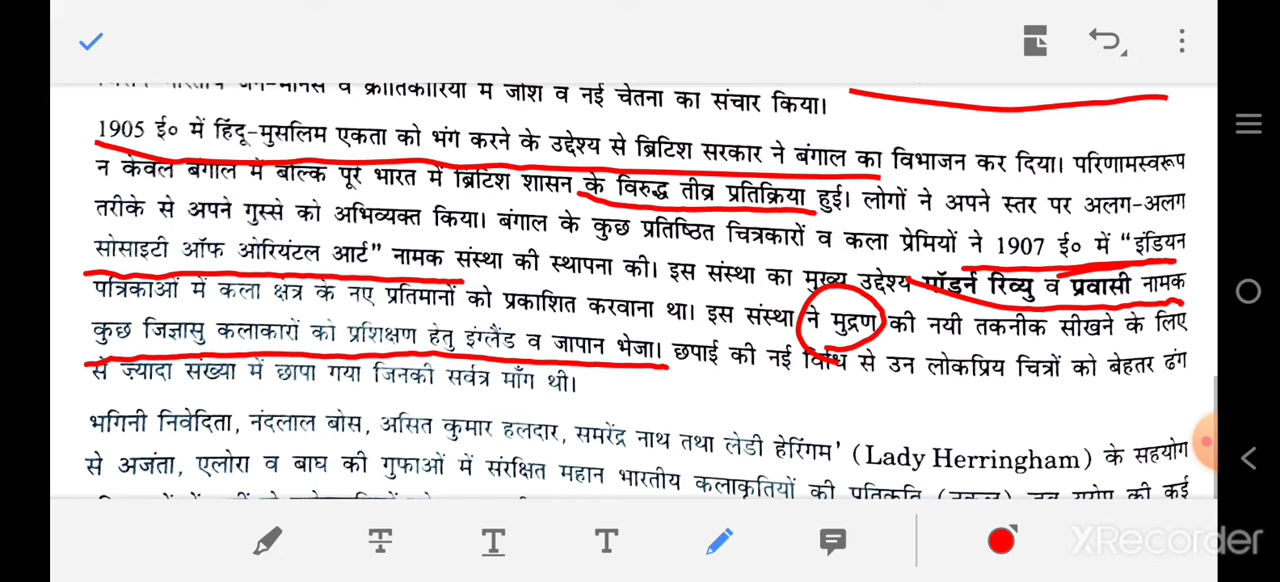 व क्रांतिकारियों में जोश व नई चेतना का संचार किया।
1905 ई० में हिंदू-मुसलिम एकता को भंग करने के उद्देश्य से ब्रिटिश सरकार ने बंगाल का विभाजन कर दिया। परिणामस्वरूप
न केवल बंगाल में बल्कि पूरे भारत में ब्रिटिश शासन के विरुद्ध तीव्र प्रतिक्रिया हुई। लोगों ने अपने स्तर पर अलग-अलग
तरीके से अपने गुस्से को अभिव्यक्त किया। बंगाल के कुछ प्रतिष्ठित चित्रकारों व कला प्रेमियों ने 1907 ई० में “इंडियन
सोसाइटी ऑफ ओरियंटल आर्ट” नामक संस्था की स्थापना की। इस संस्था का मुख्य उद्देश्य मॉडर्न रिव्यु व प्रवासी नामक
पत्रिकाओं में कला क्षेत्र के नए प्रतिमानों को प्रकाशित करवाना था। इस संस्था ने मुद्रण की नयी तकनीक सीखने के लिए
कुछ जिज्ञासु कलाकारों को प्रशिक्षण हेतु इंग्लैंड व जापान भेजा। छपाई की नई विधि से उन लोकप्रिय चित्रों को बेहतर ढंग
से ज़्यादा संख्या में छापा गया जिनकी सर्वत्र माँग थी।
भगिनी निवेदिता, नंदलाल बोस, असित कुमार हलदार, समरेंद्र नाथ तथा लेडी हेरिंगम’ (Lady Herringham) के सहयोग
से अजंता, एलोरा व बाघ की गुफाओं में संरक्षित महान भारतीय कलाकृतियों की प्रतिकृति (नकल) जब यूरोप की कई
T T T
XRecorder